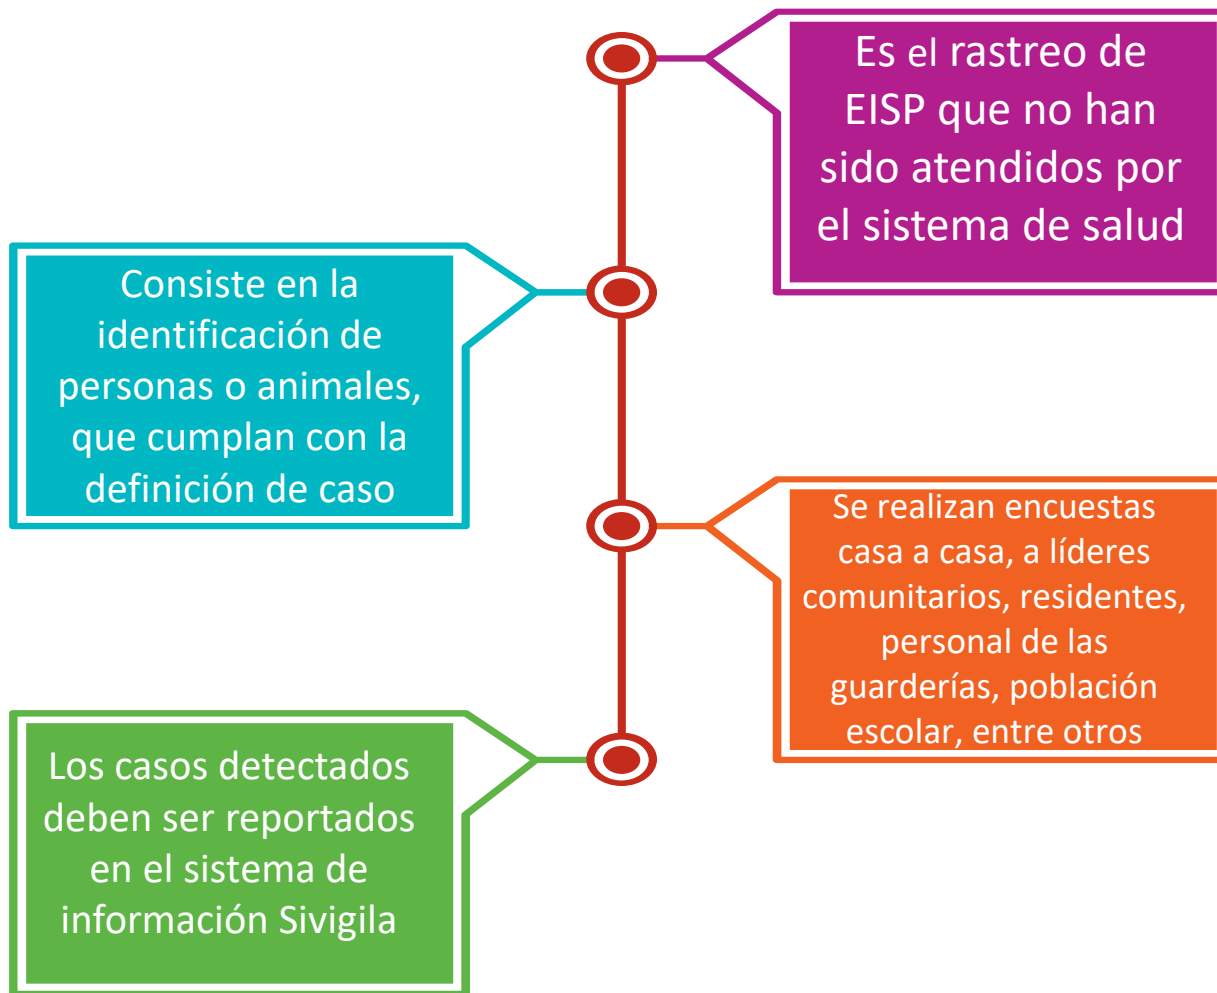 Es el rastreo de
EISP que no han
sido atendidos por
el sistema de salud
Consiste en la
identificación de
personas o animales,
que cumplan con la
definición de caso
Se realizan encuestas
casa a casa, a líderes
comunitarios, residentes,
personal de las
guarderías, población
escolar, entre otros
Los casos detectados
deben ser reportados
en el sistema de
información Sivigila